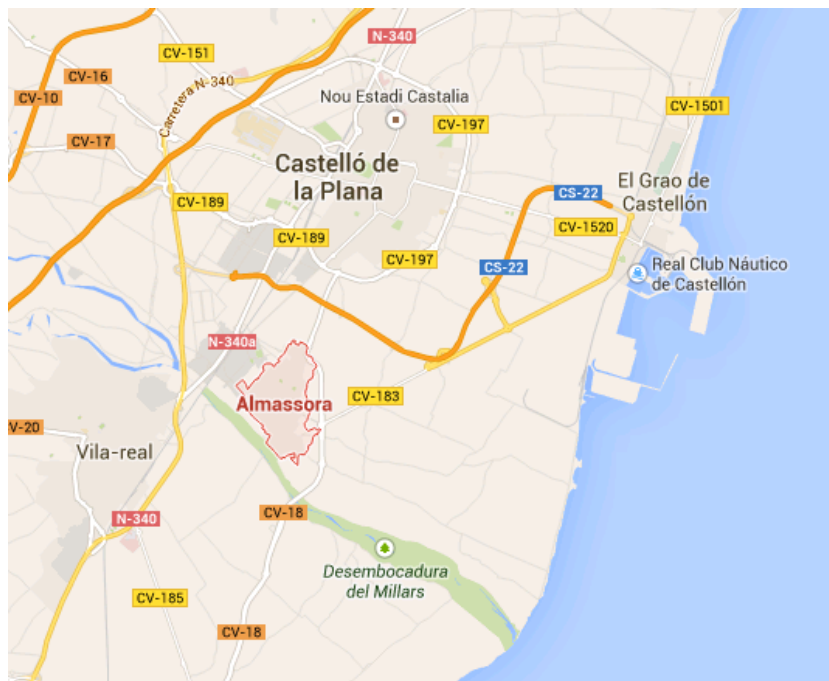 N-340
CV-151
CV-16
Carretera N-340
CV-10
Nou Estadi Castalia
CV-1501
CV-197
CV-17
Castelló de
la Plana
El Grao de
Castellón
CS-22
CV-189
CV-1520
CV-189
CV-197
CS-22
Real Club Náutico
de Castellón
N-340a
CV-183
Almassora
V-20
Vila-real
CV-18
N-340
Desembocadura
del Millars
CV-185
CV-18